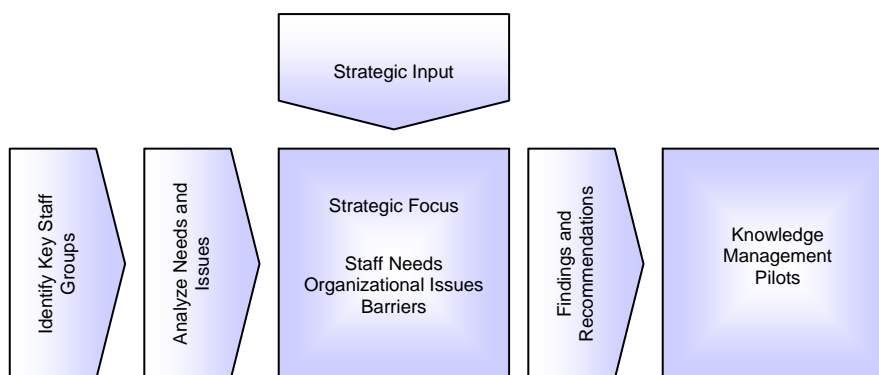 Strategic Input
Identify Key Staff
Groups
Analyze Needs and
Issues
Strategic Focus
Staff Needs
Organizational Issues
Barriers
Findings and
Recommendations
Knowledge
Management
Pilots